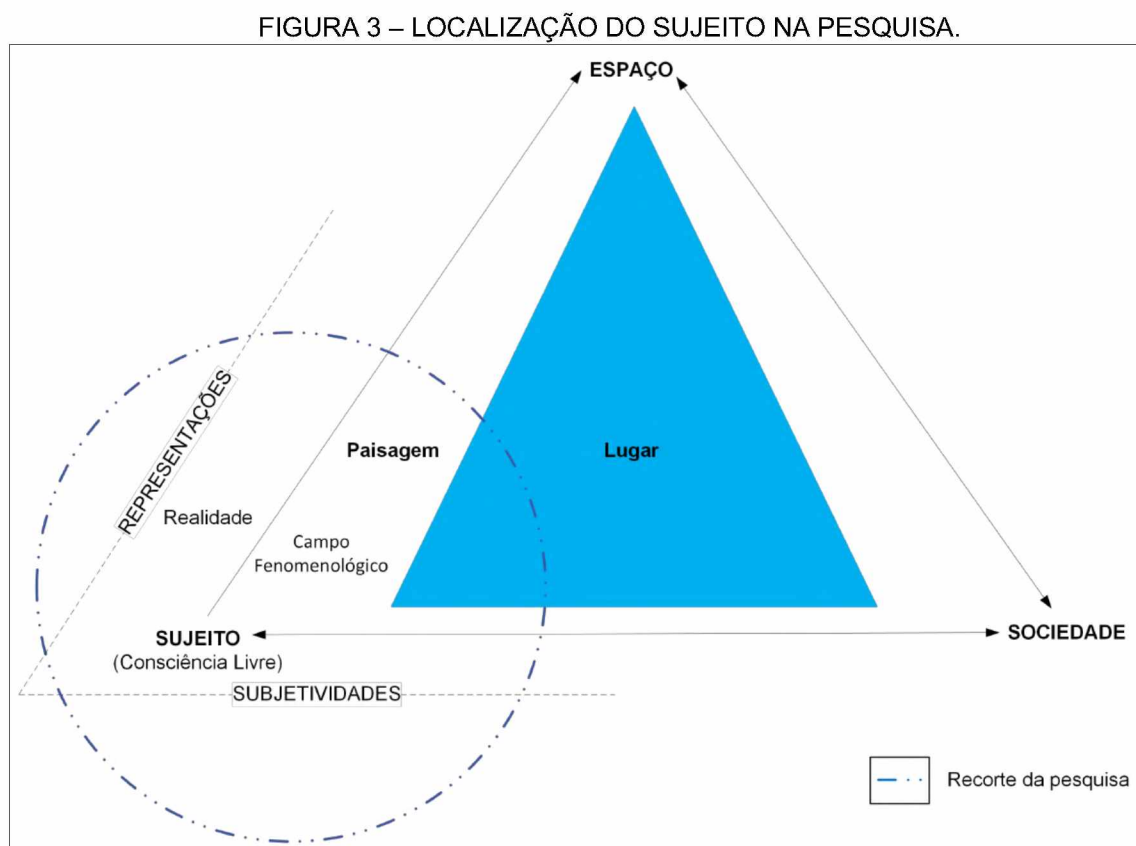 FIGURA 3 – LOCALIZAÇÃO DO SUJEITO NA PESQUISA.
ESPAÇO
REPRESENTAÇÕES
Paisagem
Lugar
Realidade
Campo
Fenomenológico
SUJEITO
(Consciência Livre)
SOCIEDADE
SUBJETIVIDADES
Recorte da pesquisa